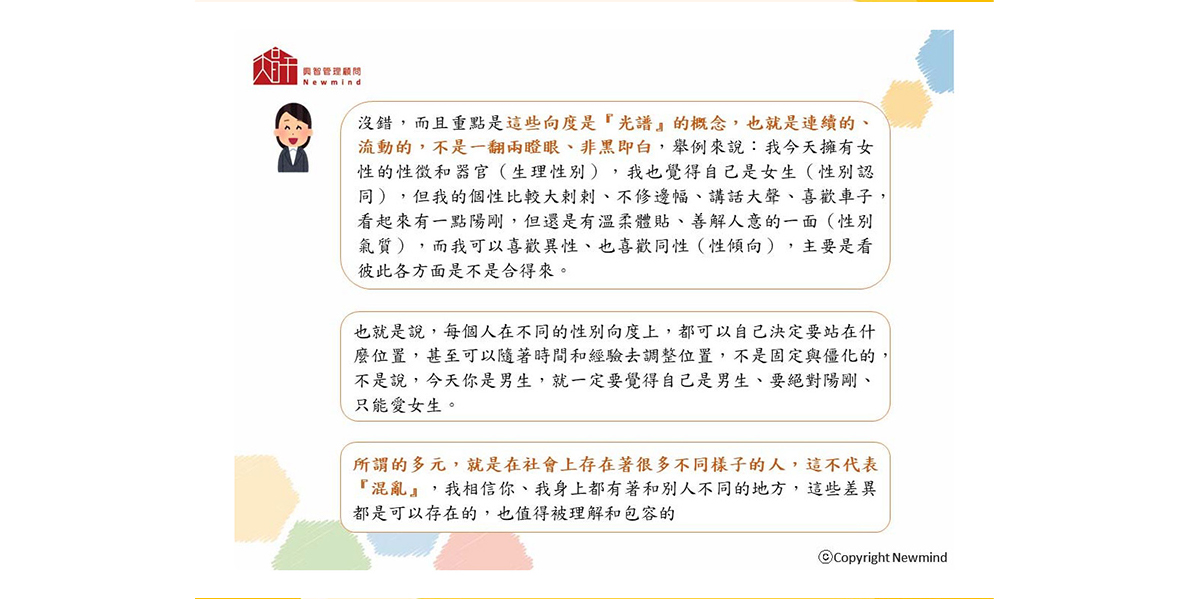 興智管理顧問
Newmind
沒錯，而且重點是這些向度是『光譜』的概念，也就是連續的、
流動的，不是一翻兩瞪眼、非黑即白，舉例來說：我今天擁有女
性的性徵和器官（生理性別），我也覺得自己是女生（性別認
同），但我的個性比較大剌剌、不修邊幅、講話大聲、喜歡車子，
看起來有一點陽剛，但還是有溫柔體貼、善解人意的一面（性別
氣質），而我可以喜歡異性、也喜歡同性（性傾向），主要是看
彼此各方面是不是合得來。
也就是說，每個人在不同的性別向度上，都可以自己決定要站在什
麼位置，甚至可以隨著時間和經驗去調整位置，不是固定與僵化的，
不是說，今天你是男生，就一定要覺得自己是男生、要絕對陽剛、
只能愛女生。
所謂的多元，就是在社會上存在著很多不同樣子的人，這不代表
『混亂』，我相信你、我身上都有著和別人不同的地方，這些差異
都是可以存在的，也值得被理解和包容的
ⓒCopyright Newmind